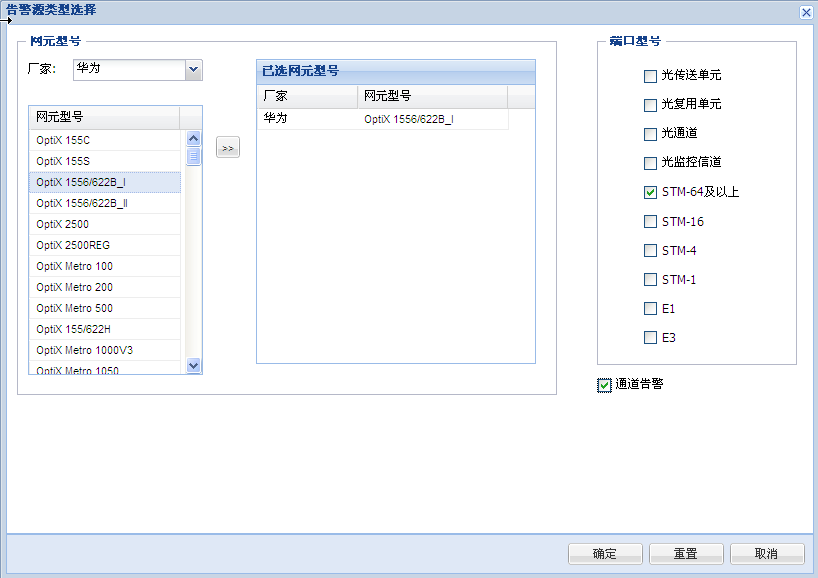 告警源类型选择
网元型号
厂家: 华为
网元型号
OptiX 155C
OptiX 155S
OptiX 1556/622B_I
OptiX 1556/622B_II
OptiX 2500
OptiX 2500REG
OptiX Metro 100
OptiX Metro 200
OptiX Metro 500
OptiX 155/622H
OptiX Metro 1000V3
OptiX Metro 1050
>>
已选网元型号
厂家 网元型号
华为 OptiX 1556/622B_I
端口型号
光传送单元
光复用单元
光通道
光监控信道
STM-64及以上
STM-16
STM-4
STM-1
E1
E3
通道告警
确定 重置 取消